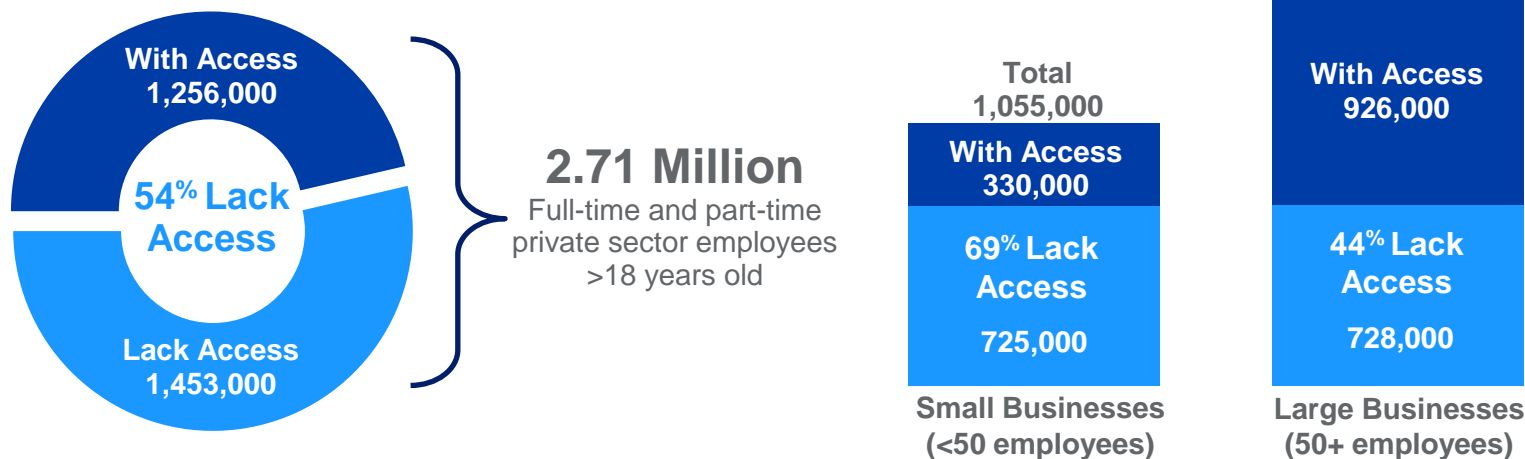 With Access
1,256,000
54% Lack
Access
Lack Access
1,453,000
2.71 Million
Full-time and part-time
private sector employees
>18 years old
Total
1,055,000
With Access
330,000
69% Lack
Access
725,000
Small Businesses
(<50 employees)
With Access
926,000
44% Lack
Access
728,000
Large Businesses
(50+ employees)